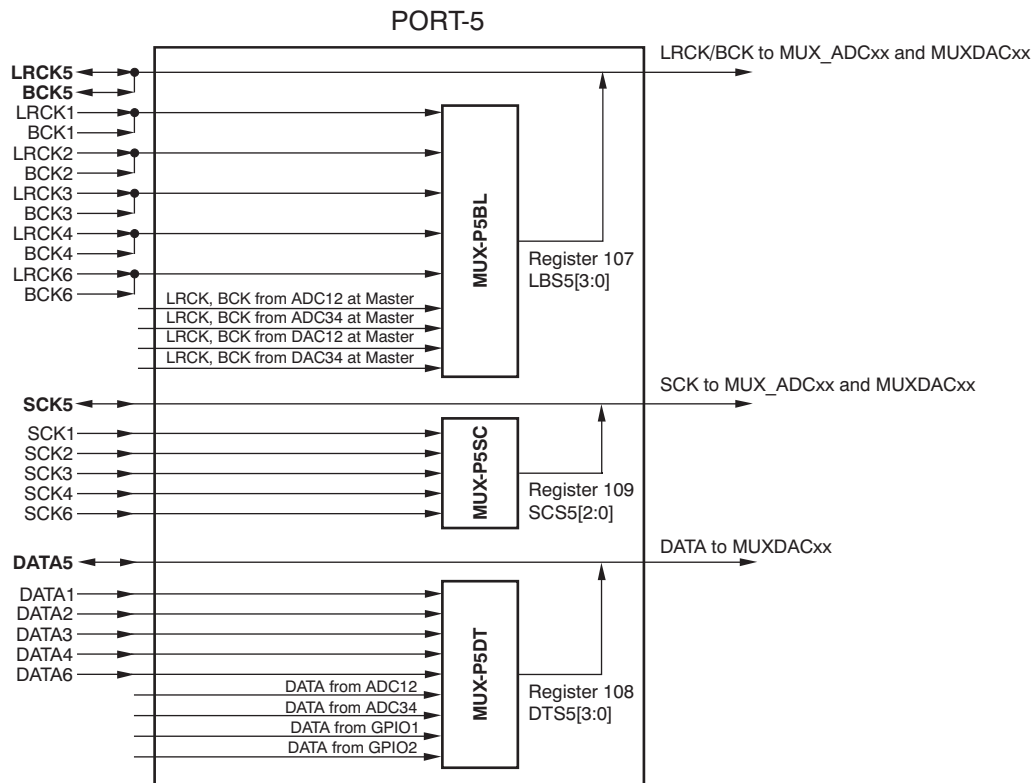 PORT-5
LRCK/BCK to MUX_ADCxx and MUXDACxx
LRCK5
BCK5
LRCK1
BCK1
LRCK2
BCK2
LRCK3
BCK3
LRCK4
BCK4
LRCK6
BCK6
LRCK, BCK from ADC12 at Master
LRCK, BCK from ADC34 at Master
LRCK, BCK from DAC12 at Master
LRCK, BCK from DAC34 at Master
MUX-P5BL
Register 107
LBS5[3:0]
SCK to MUX_ADCxx and MUXDACxx
SCK5
SCK1
SCK2
SCK3
SCK4
SCK6
MUX-P5SC
Register 109
SCS5[2:0]
DATA to MUXDACxx
DATA5
DATA1
DATA2
DATA3
DATA4
DATA6
DATA from ADC12
DATA from ADC34
DATA from GPIO1
DATA from GPIO2
MUX-P5DT
Register 108
DTS5[3:0]